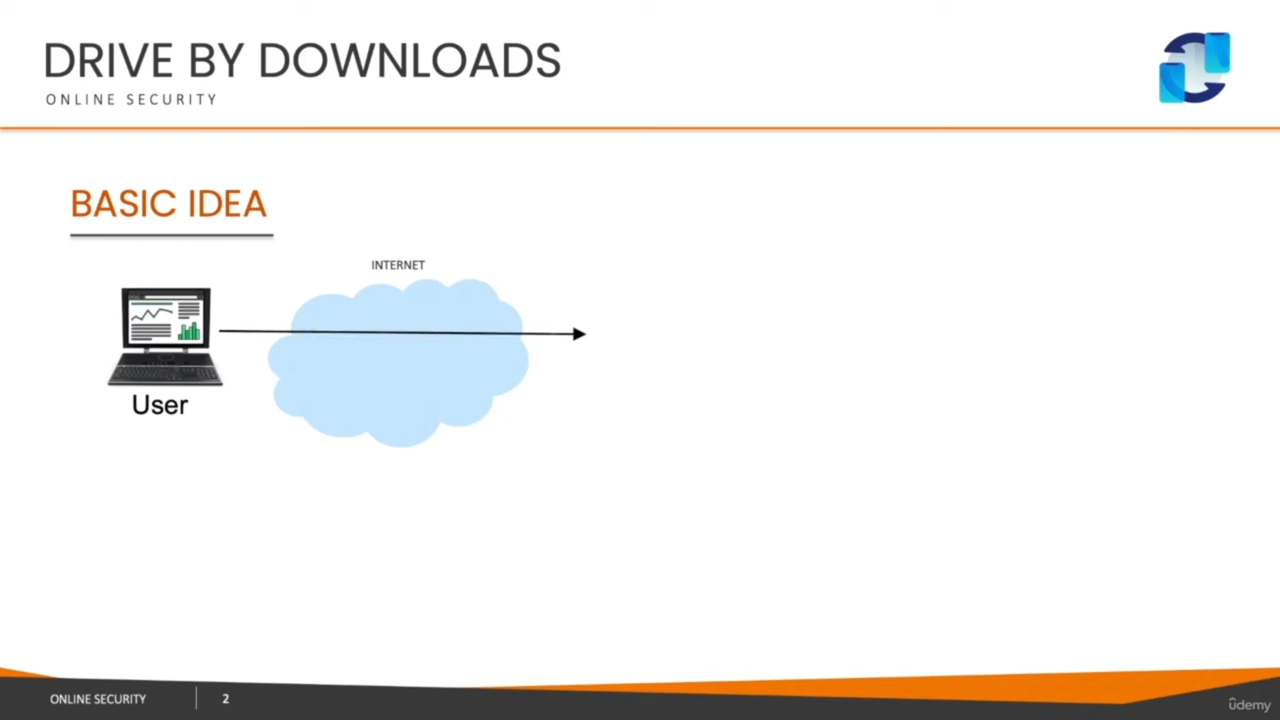 DRIVE BY DOWNLOADS
ONLINE SECURITY
BASIC IDEA
INTERNET
User
ONLINE SECURITY
2
ûdemy